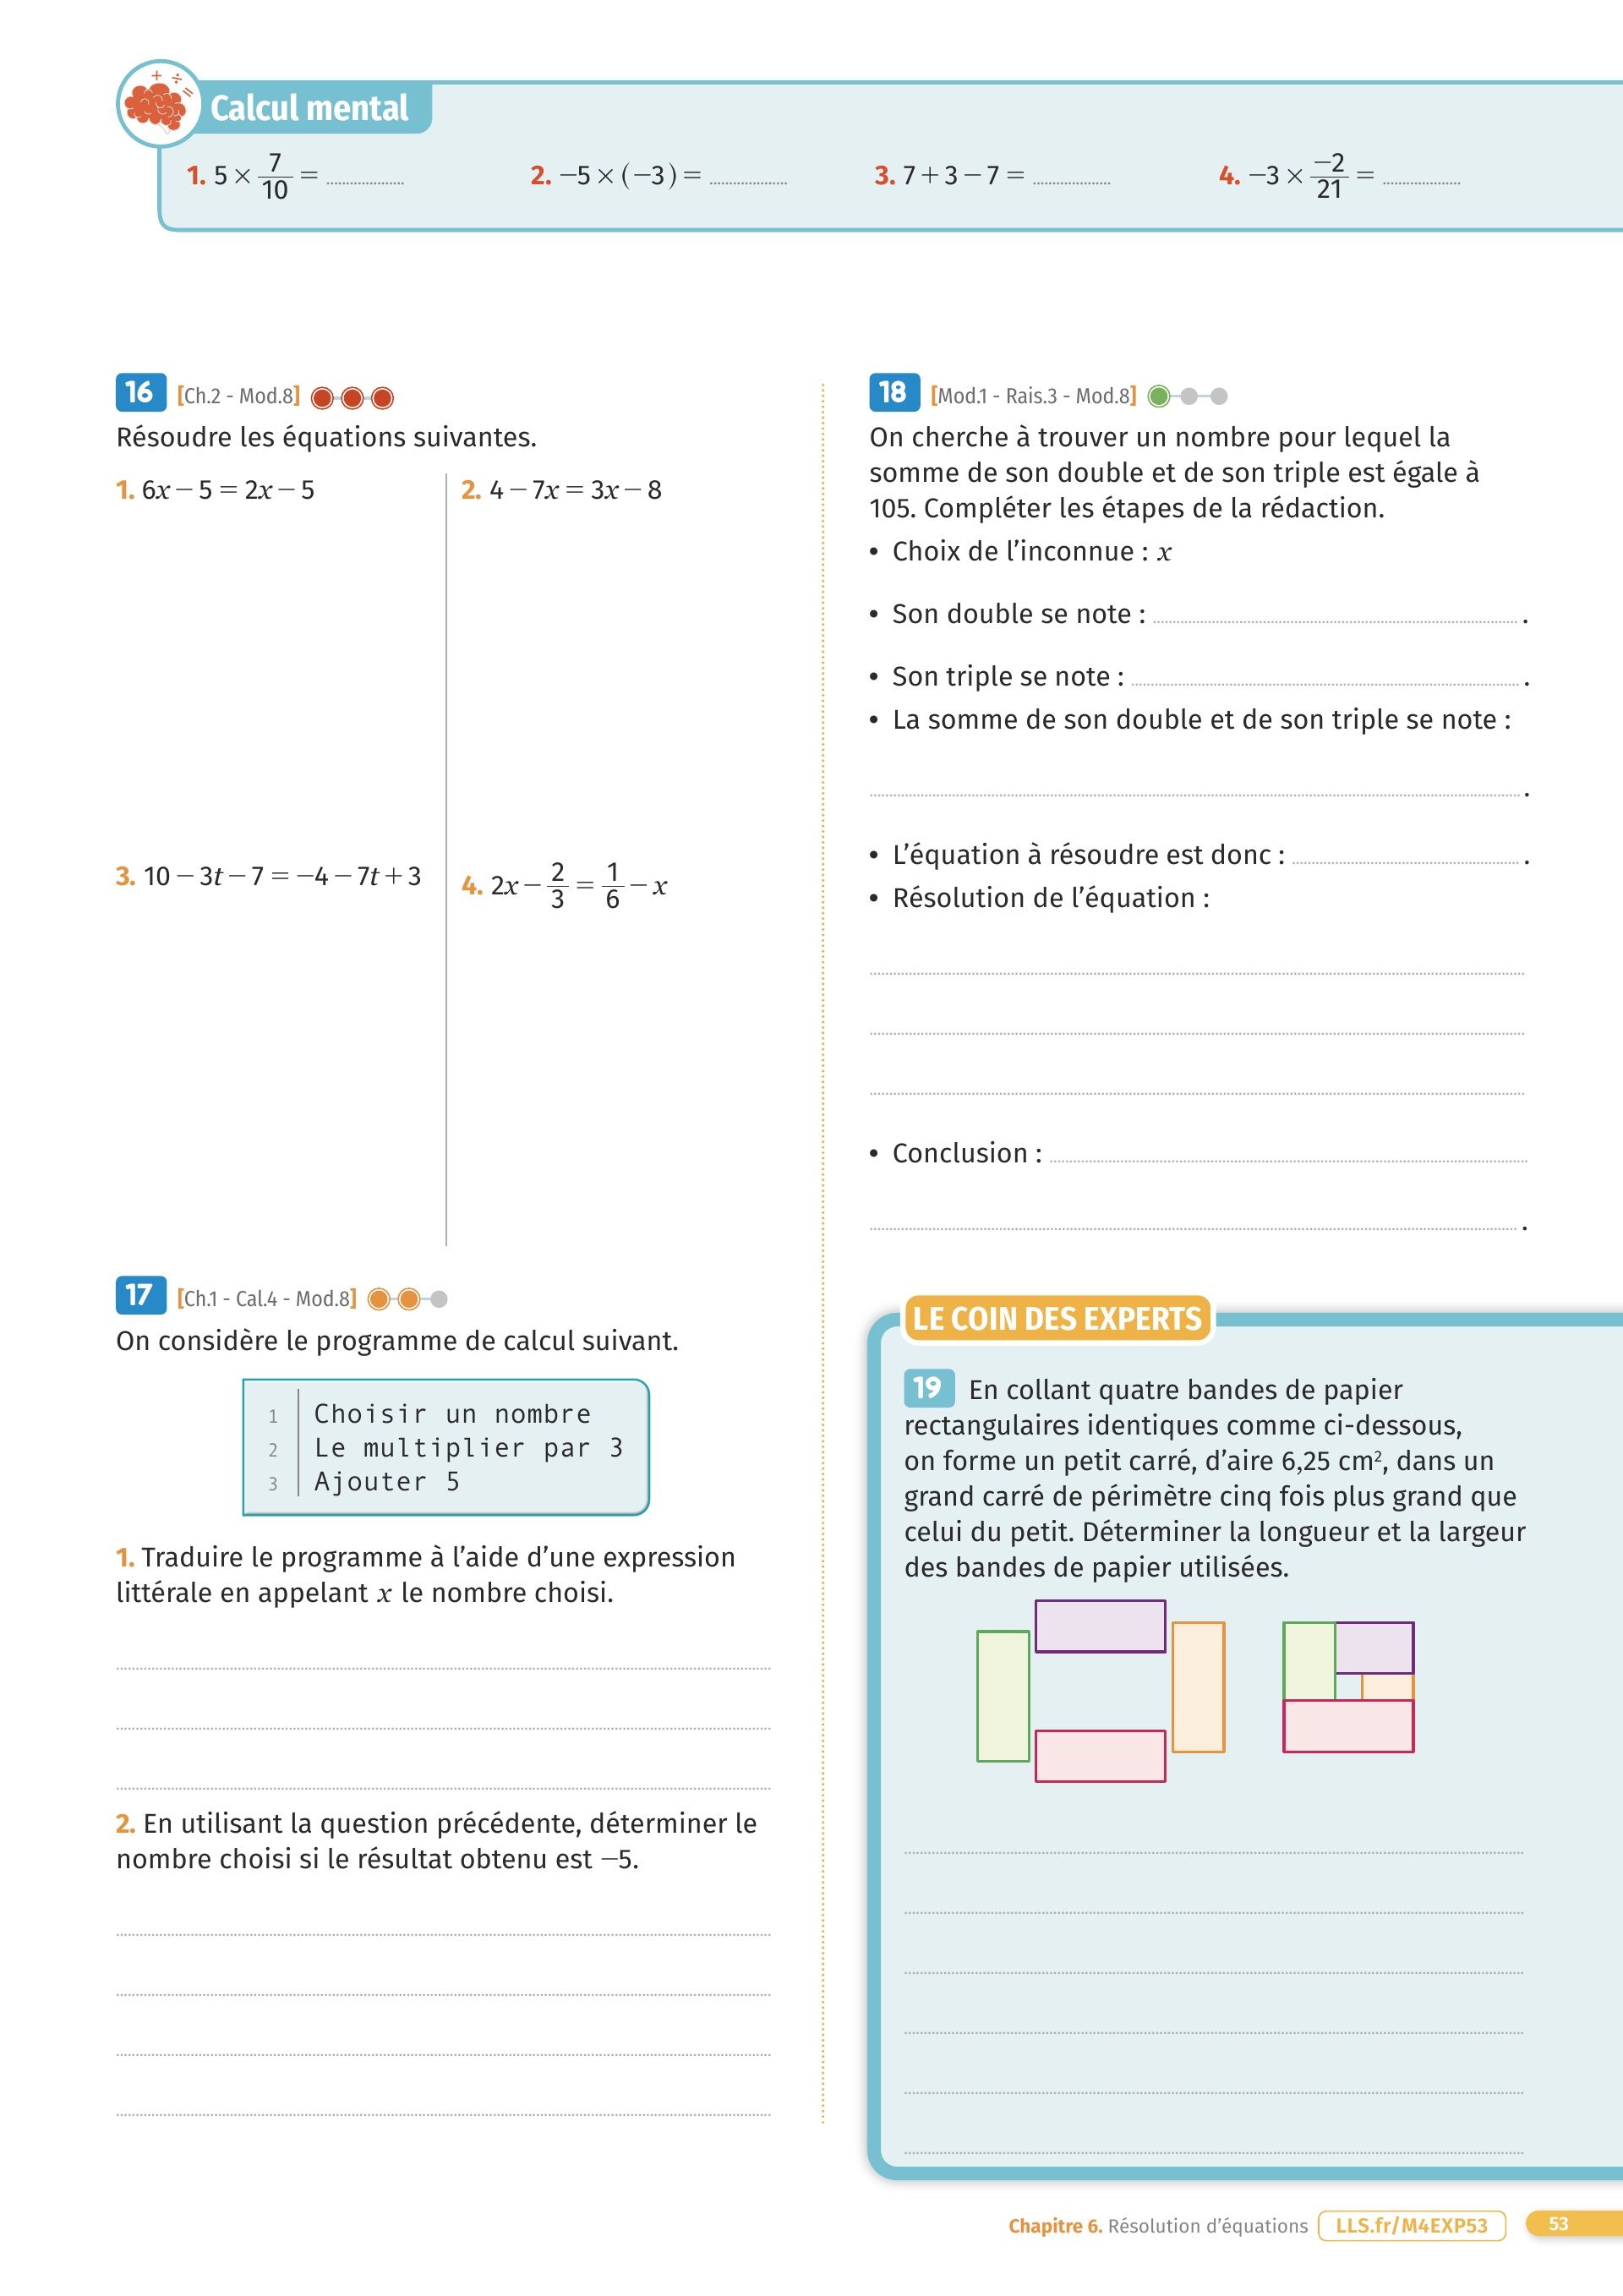 + ÷ =
Calcul mental
1. 5 × 7/10 = ....................
2. −5 × (−3) = ....................
3. 7 + 3 − 7 = ....................
4. −3 × −2/21 = ....................
16 [Ch.2 - Mod.8]
Résoudre les équations suivantes.
1. 6x − 5 = 2x − 5
2. 4 − 7x = 3x − 8
3. 10 − 3t − 7 = −4 − 7t + 3
4. 2x − 2/3 = 1/6 − x
17 [Ch.1 - Cal.4 - Mod.8]
On considère le programme de calcul suivant.
1 Choisir un nombre
2 Le multiplier par 3
3 Ajouter 5
1. Traduire le programme à l’aide d’une expression
littérale en appelant x le nombre choisi.
2. En utilisant la question précédente, déterminer le
nombre choisi si le résultat obtenu est −5.
18 [Mod.1 - Rais.3 - Mod.8]
On cherche à trouver un nombre pour lequel la
somme de son double et de son triple est égale à
105. Compléter les étapes de la rédaction.
• Choix de l’inconnue : x
• Son double se note : .................... .
• Son triple se note : .................... .
• La somme de son double et de son triple se note :
.................... .
• L’équation à résoudre est donc : .................... .
• Résolution de l’équation :
• Conclusion : ....................
.................... .
LE COIN DES EXPERTS
19 En collant quatre bandes de papier
rectangulaires identiques comme ci-dessous,
on forme un petit carré, d’aire 6,25 cm², dans un
grand carré de périmètre cinq fois plus grand que
celui du petit. Déterminer la longueur et la largeur
des bandes de papier utilisées.
Chapitre 6. Résolution d’équations LLS.fr/M4EXP53 53